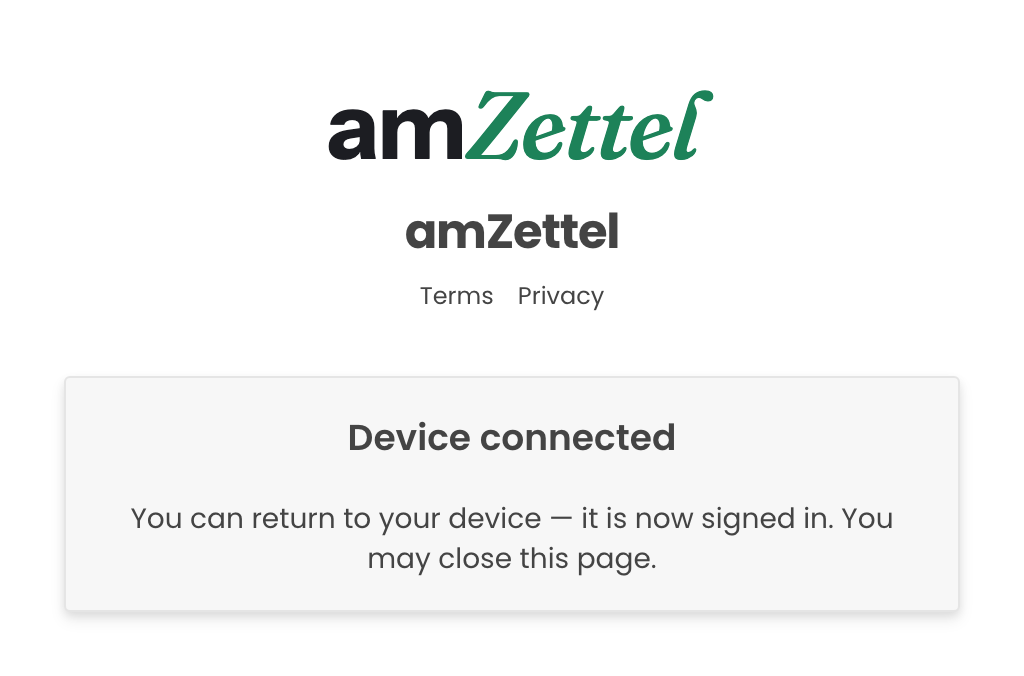 amZettel
amZettel
Terms Privacy
Device connected
You can return to your device — it is now signed in. You
may close this page.